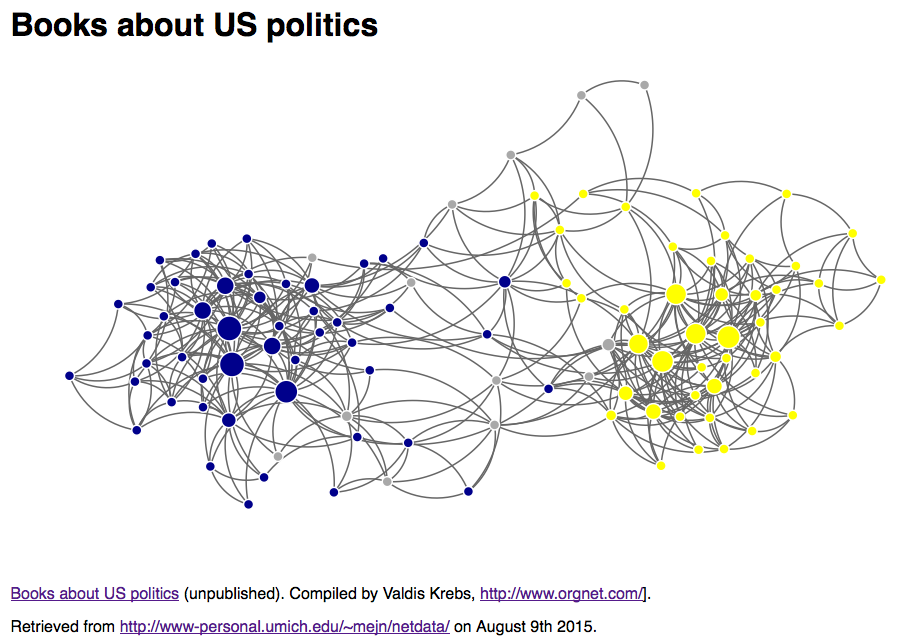 Books about US politics
Books about US politics (unpublished). Compiled by Valdis Krebs, http://www.orgnet.com/].
Retrieved from http://www-personal.umich.edu/~mejn/netdata/ on August 9th 2015.